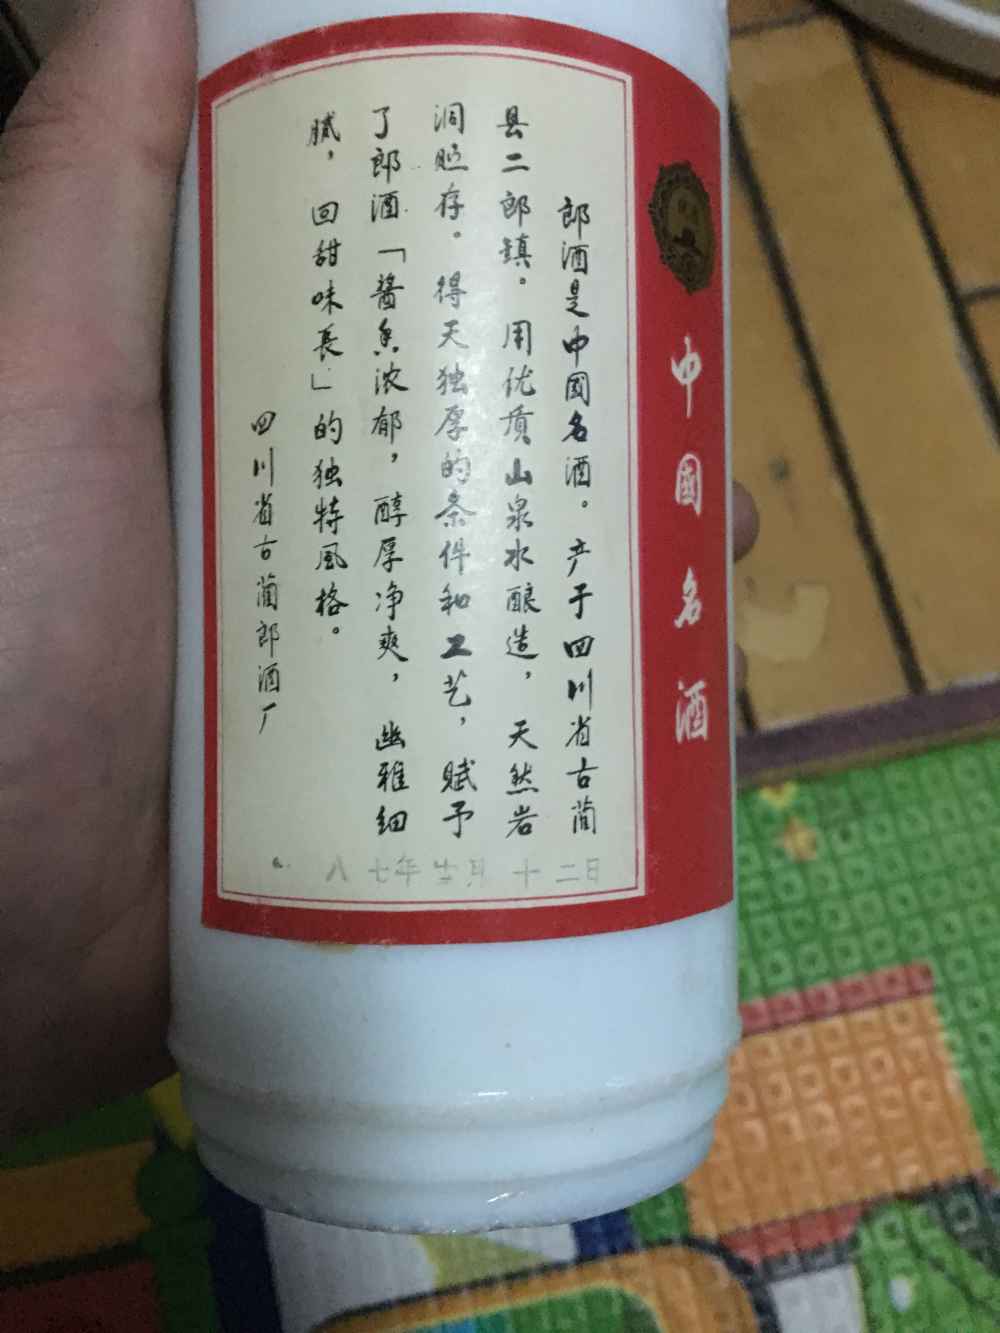 中國名酒
郎酒是中國名酒。产于四川省古蔺
县二郎鎮。用优质山泉水酿造，天然岩
洞贮存。得天独厚的条件和工艺，赋予
了郎酒「醬香浓郁，醇厚净爽，幽雅细
腻，回甜味長」的独特風格。
四川省古蔺郎酒厂
八七年 月十二日